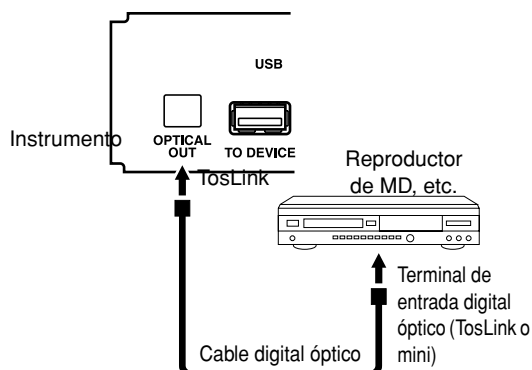 USB
Instrumento
OPTICAL
OUT
TO DEVICE
TosLink
Reproductor
de MD, etc.
Terminal de
entrada digital
óptico (TosLink o
mini)
Cable digital óptico